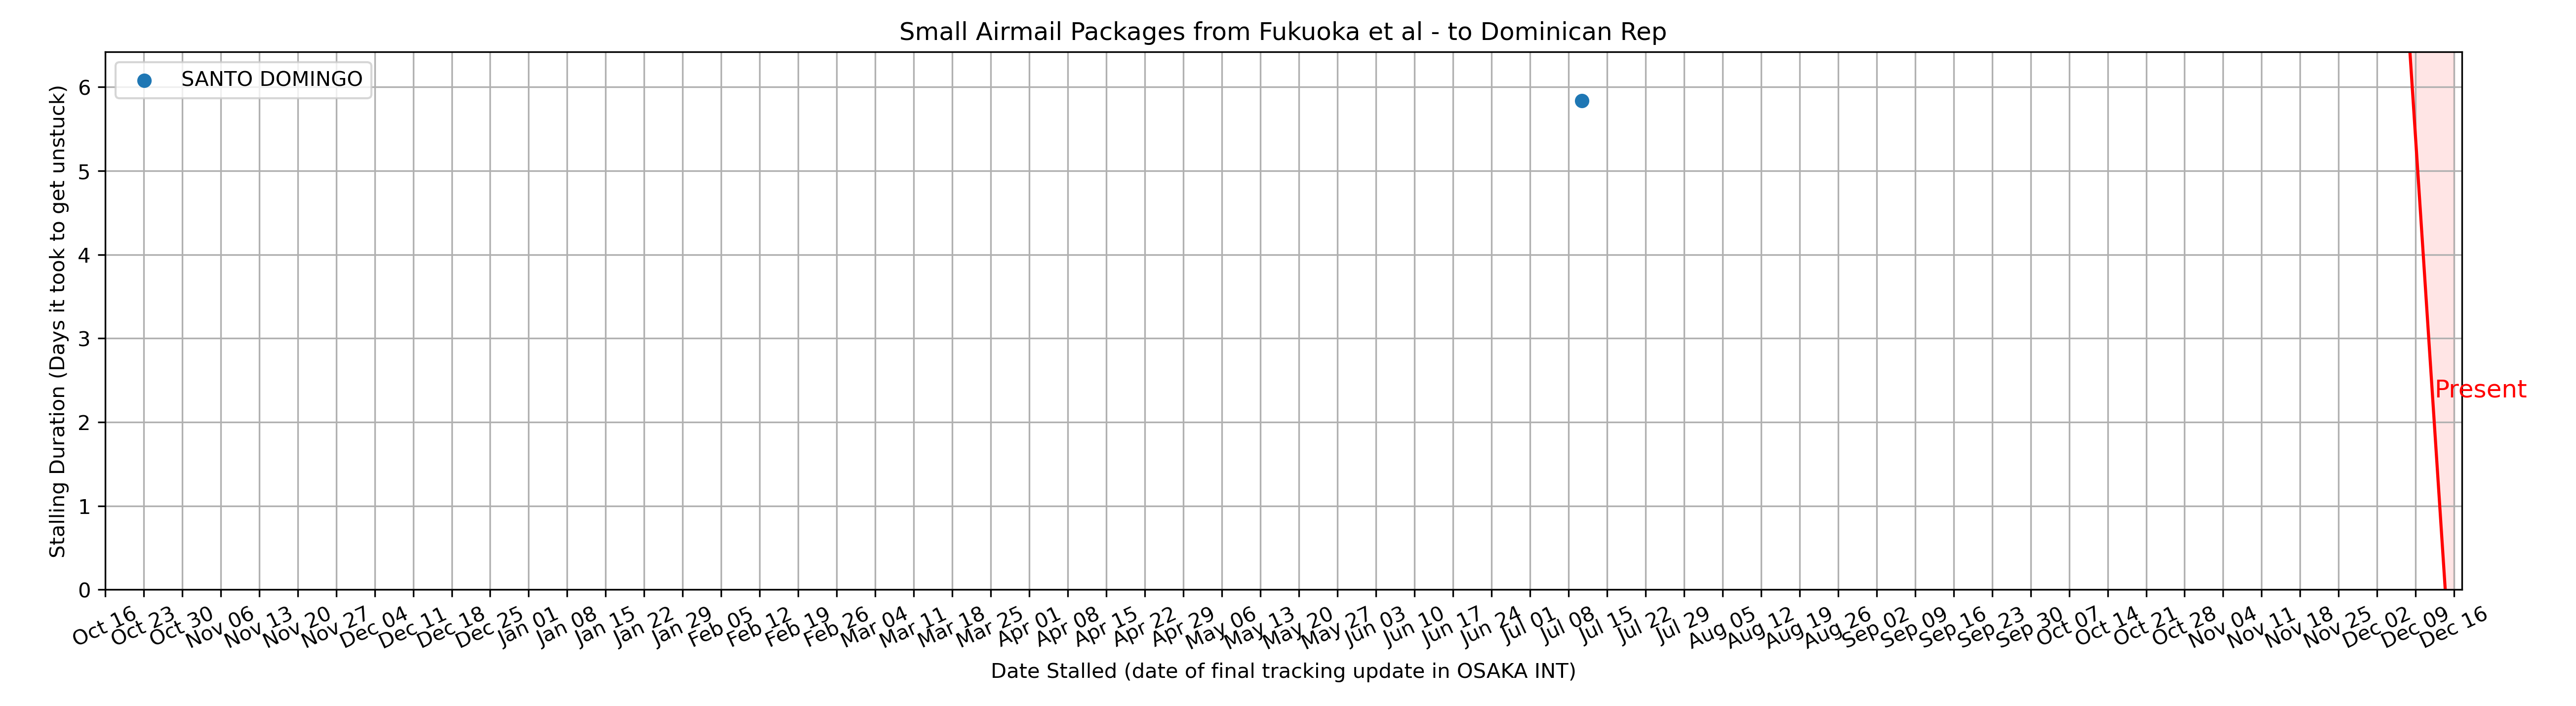 Small Airmail Packages from Fukuoka et al - to Dominican Rep
SANTO DOMINGO
Stalling Duration (Days it took to get unstuck)
6
5
4
3
2
1
0
Present
Oct 16
Oct 23
Oct 30
Nov 06
Nov 13
Nov 20
Nov 27
Dec 04
Dec 11
Dec 18
Dec 25
Jan 01
Jan 08
Jan 15
Jan 22
Jan 29
Feb 05
Feb 12
Feb 19
Feb 26
Mar 04
Mar 11
Mar 18
Mar 25
Apr 01
Apr 08
Apr 15
Apr 22
Apr 29
May 06
May 13
May 20
May 27
Jun 03
Jun 10
Jun 17
Jun 24
Jul 01
Jul 08
Jul 15
Jul 22
Jul 29
Aug 05
Aug 12
Aug 19
Aug 26
Sep 02
Sep 09
Sep 16
Sep 23
Sep 30
Oct 07
Oct 14
Oct 21
Oct 28
Nov 04
Nov 11
Nov 18
Nov 25
Dec 02
Dec 09
Dec 16
Date Stalled (date of final tracking update in OSAKA INT)